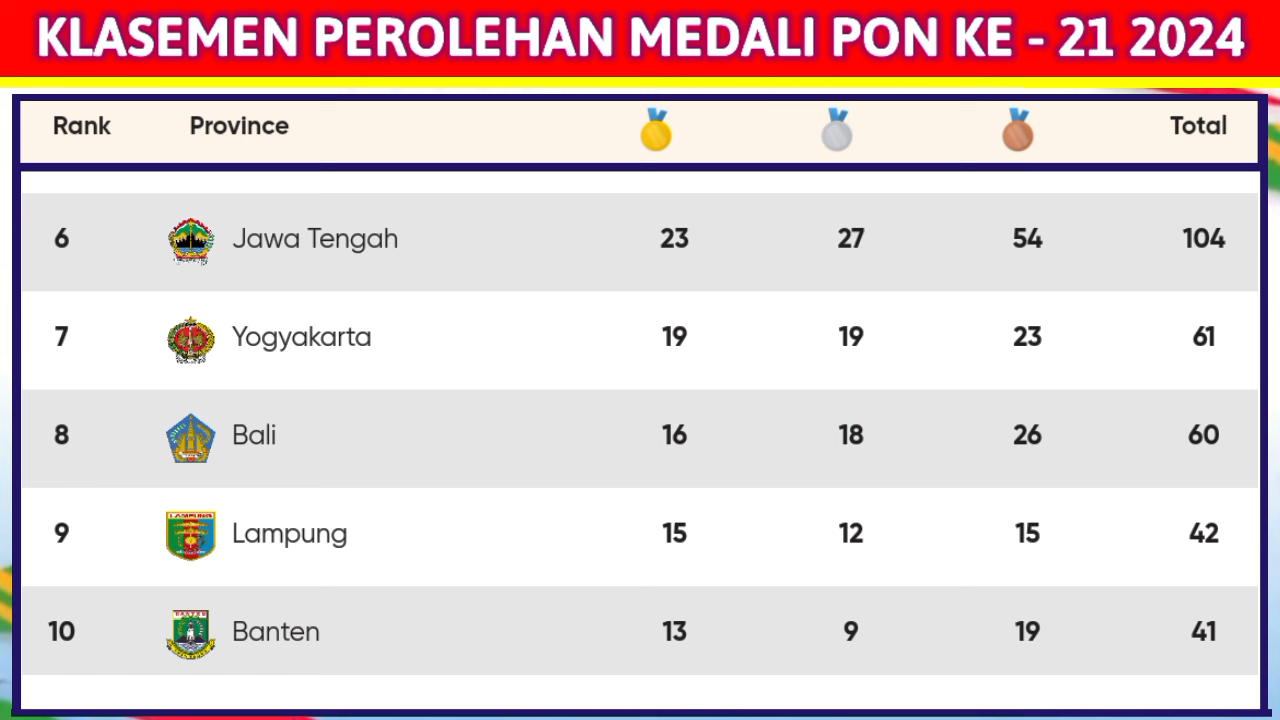 KLASEMEN PEROLEHAN MEDALI PON KE - 21 2024
Rank Province Total
6 Jawa Tengah 23 27 54 104
7 Yogyakarta 19 19 23 61
8 Bali 16 18 26 60
LAMPUNG
9 Lampung 15 12 15 42
BANTEN
10 Banten 13 9 19 41